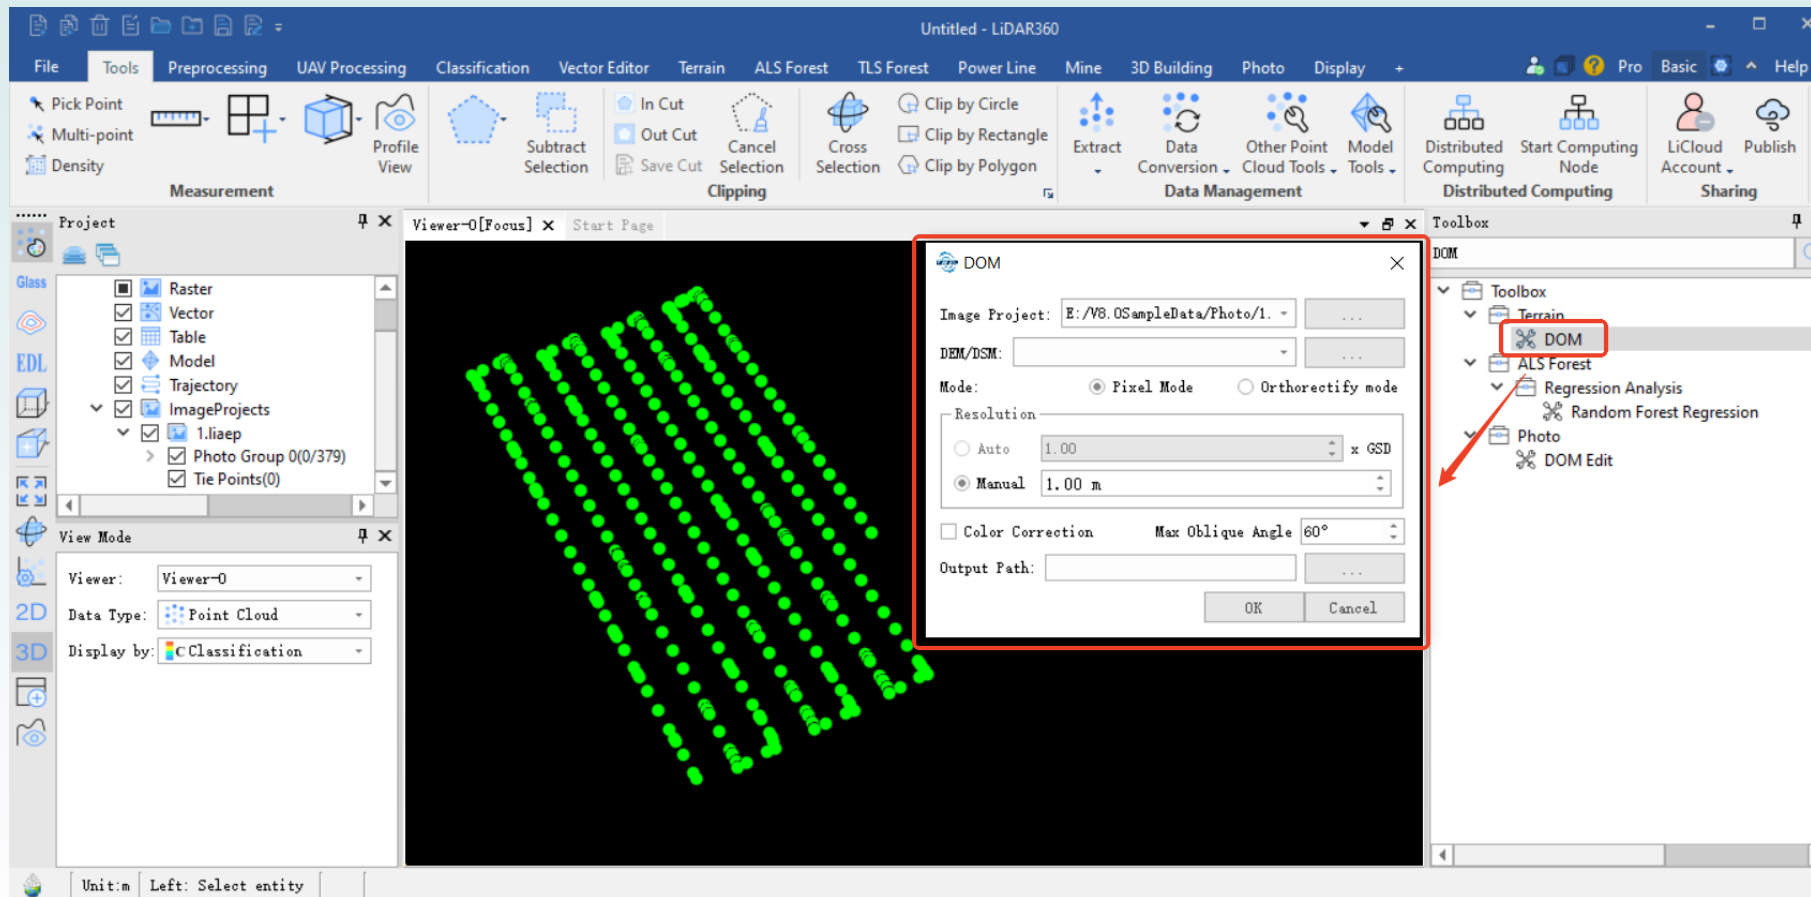 Untitled - LiDAR360
File Tools Preprocessing UAV Processing Classification Vector Editor Terrain ALS Forest TLS Forest Power Line Mine 3D Building Photo Display + Pro Basic Help
Pick Point
Multi-point
Density
Profile
View
Measurement
Subtract
Selection
In Cut
Out Cut
Save Cut
Cancel
Selection
Clipping
Cross
Selection
Clip by Circle
Clip by Rectangle
Clip by Polygon
Extract
Data
Conversion
Other Point
Cloud Tools
Model
Tools
Data Management
Distributed
Computing
Start Computing
Node
Distributed Computing
LiCloud
Account
Publish
Sharing
Glass
EDL
2D
3D
Project
Raster
Vector
Table
Model
Trajectory
ImageProjects
1.liaep
Photo Group 0(0/379)
Tie Points(0)
View Mode
Viewer: Viewer-0
Data Type: Point Cloud
Display by: C Classification
Viewer-0[Focus] Start Page
DOM
Image Project: E:/V8.0SampleData/Photo/1. ...
DEM/DSM: ...
Mode: Pixel Mode Orthorectify mode
Resolution
Auto 1.00 x GSD
Manual 1.00 m
Color Correction Max Oblique Angle 60°
Output Path: ...
OK Cancel
Toolbox
DOM
Toolbox
Terrain
DOM
ALS Forest
Regression Analysis
Random Forest Regression
Photo
DOM Edit
Unit:m Left: Select entity